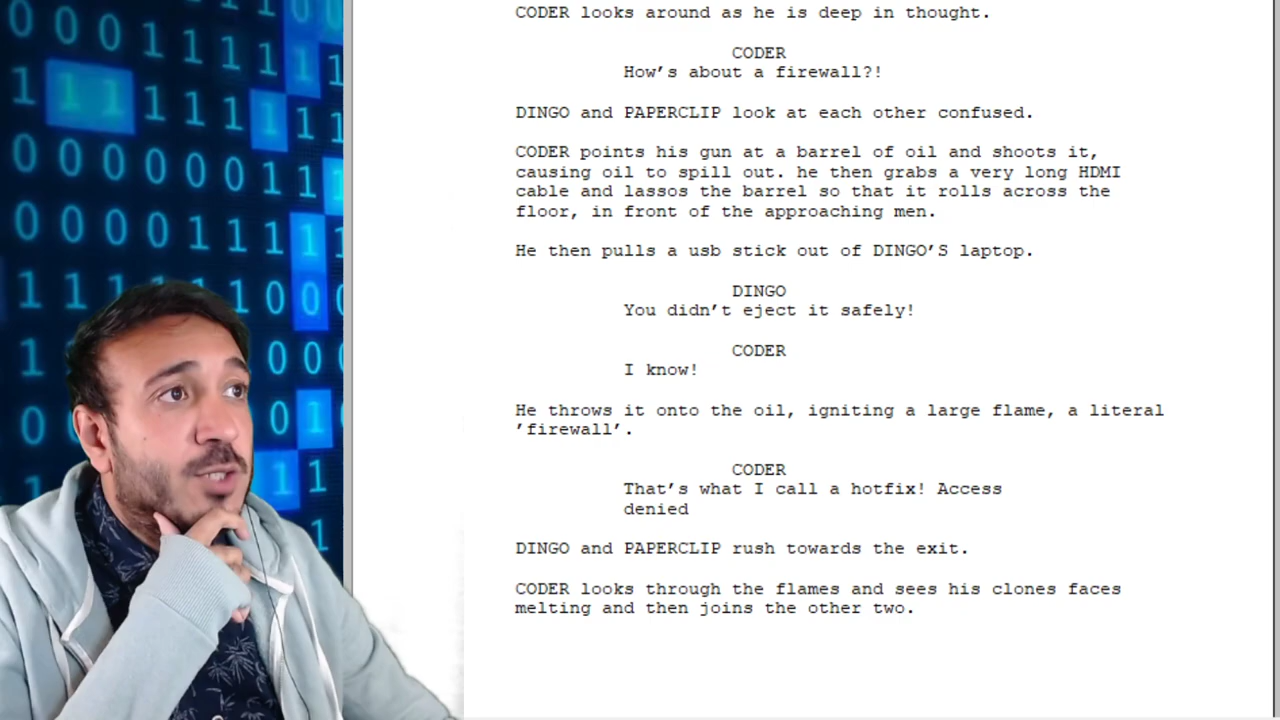 CODER looks around as he is deep in thought.
CODER
How's about a firewall?!
DINGO and PAPERCLIP look at each other confused.
CODER points his gun at a barrel of oil and shoots it,
causing oil to spill out. he then grabs a very long HDMI
cable and lassos the barrel so that it rolls across the
floor, in front of the approaching men.
He then pulls a usb stick out of DINGO'S laptop.
DINGO
You didn't eject it safely!
CODER
I know!
He throws it onto the oil, igniting a large flame, a literal
'firewall'.
CODER
That's what I call a hotfix! Access
denied
DINGO and PAPERCLIP rush towards the exit.
CODER looks through the flames and sees his clones faces
melting and then joins the other two.